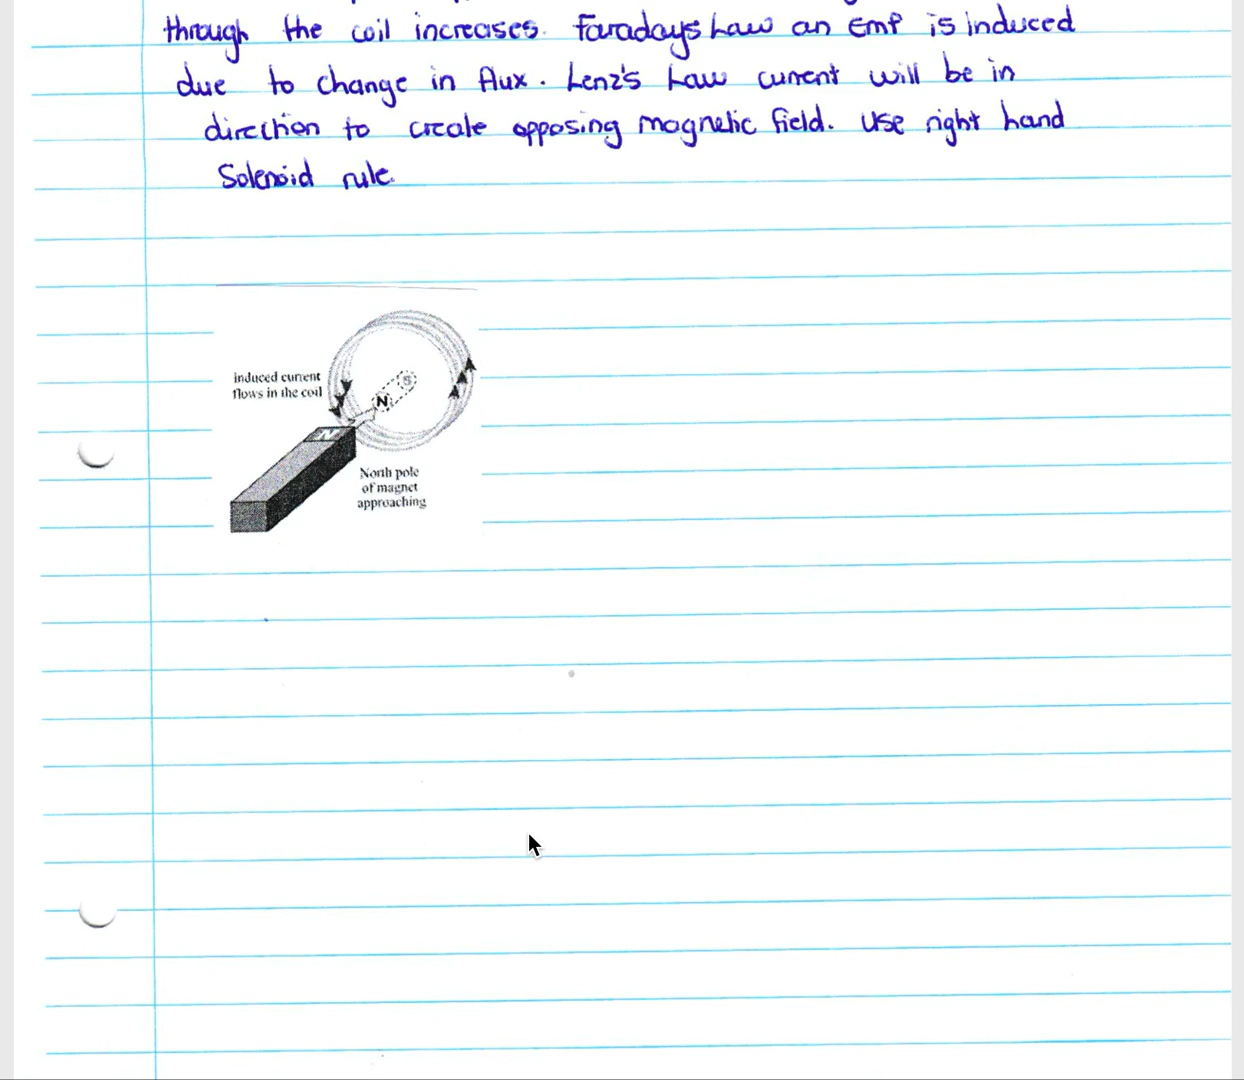 through the coil increases. Faradays Law an Emf is induced
due to change in flux. Lenz's Law current will be in
direction to create opposing magnetic field. Use right hand
Solenoid rule.
induced current
flows in the coil
S
N
N
North pole
of magnet
approaching